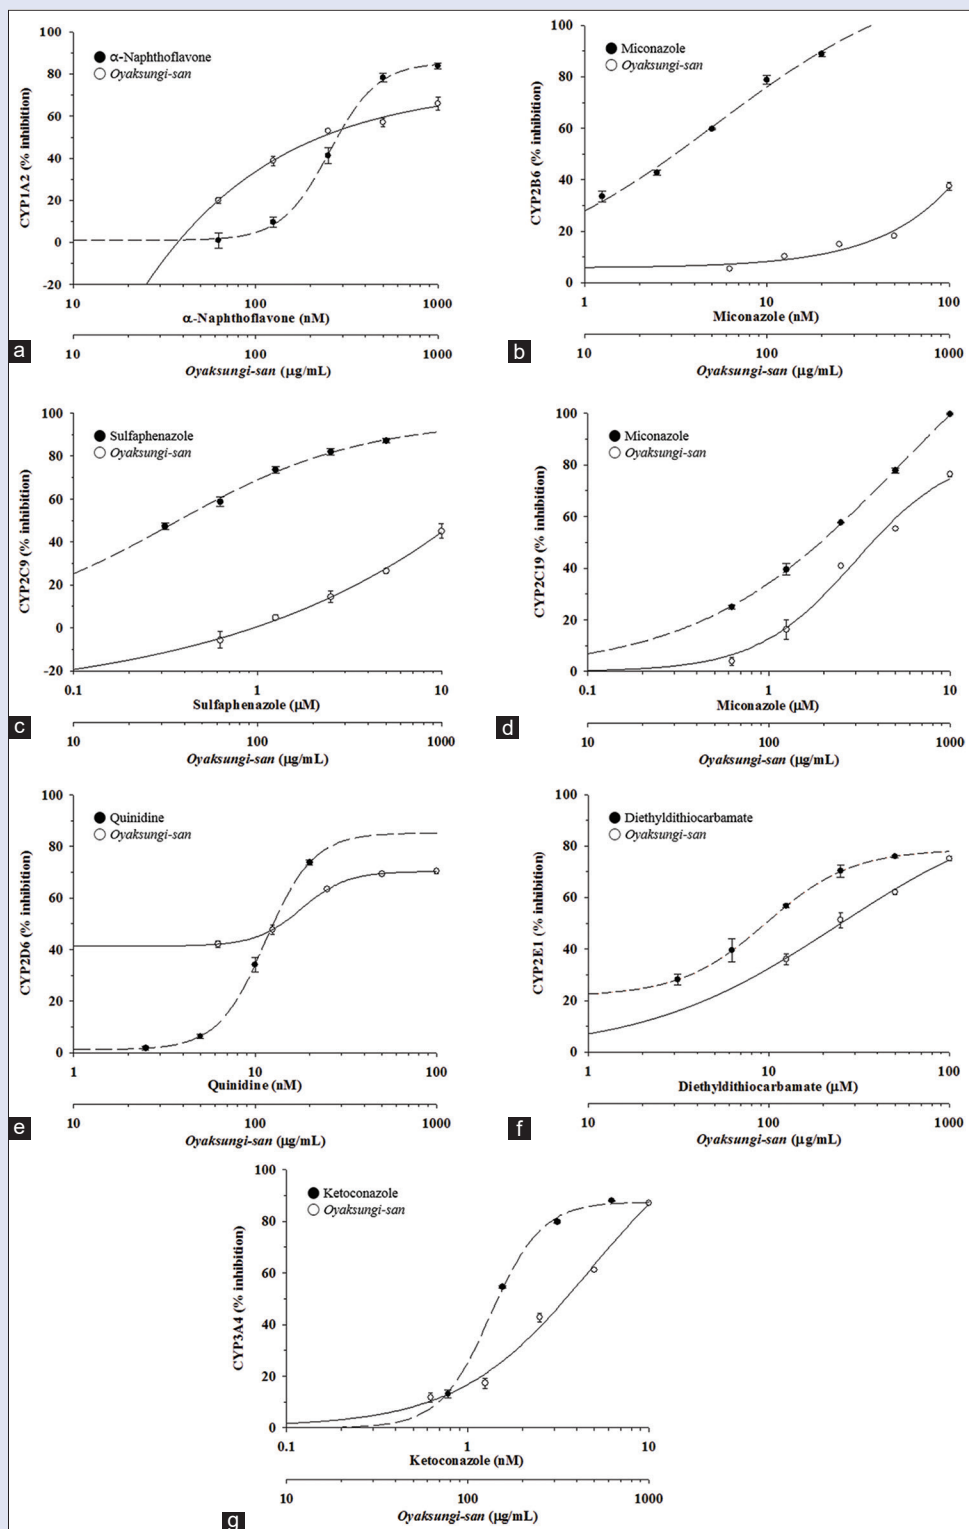 α-Naphthoflavone
Oyaksungi-san
CYP1A2 (% inhibition)
100
80
60
40
20
0
-20
10
100
1000
α-Naphthoflavone (nM)
10
100
1000
Oyaksungi-san (μg/mL)
a
Miconazole
Oyaksungi-san
CYP2B6 (% inhibition)
100
80
60
40
20
0
1
10
100
Miconazole (nM)
10
100
1000
Oyaksungi-san (μg/mL)
b
Sulfaphenazole
Oyaksungi-san
CYP2C9 (% inhibition)
100
80
60
40
20
0
-20
0.1
1
10
Sulfaphenazole (μM)
10
100
1000
Oyaksungi-san (μg/mL)
c
Miconazole
Oyaksungi-san
CYP2C19 (% inhibition)
100
80
60
40
20
0
0.1
1
10
Miconazole (μM)
10
100
1000
Oyaksungi-san (μg/mL)
d
Quinidine
Oyaksungi-san
CYP2D6 (% inhibition)
100
80
60
40
20
0
1
10
100
Quinidine (nM)
10
100
1000
Oyaksungi-san (μg/mL)
e
Diethyldithiocarbamate
Oyaksungi-san
CYP2E1 (% inhibition)
100
80
60
40
20
0
1
10
100
Diethyldithiocarbamate (μM)
10
100
1000
Oyaksungi-san (μg/mL)
f
Ketoconazole
Oyaksungi-san
CYP3A4 (% inhibition)
100
80
60
40
20
0
0.1
1
10
Ketoconazole (nM)
10
100
1000
Oyaksungi-san (μg/mL)
g